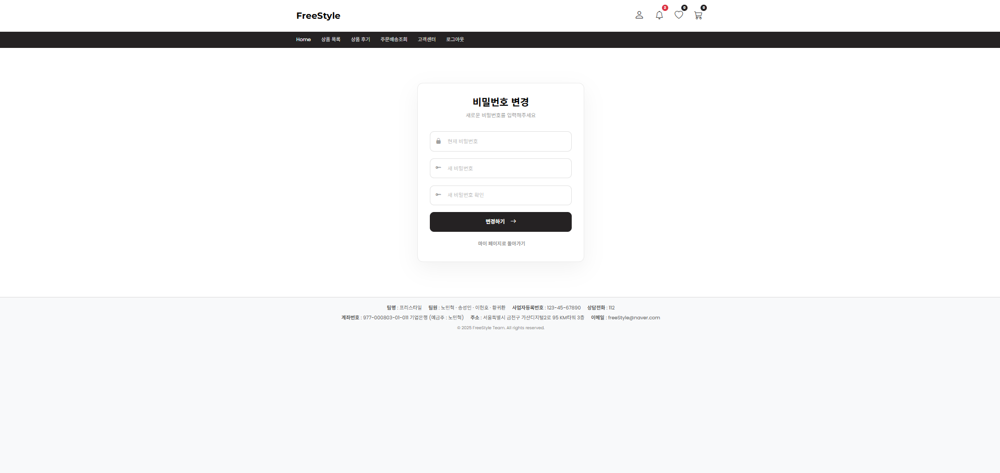 FreeStyle
2
0
0
Home 상품 목록 상품 후기 주문배송조회 고객센터 로그아웃
비밀번호 변경
새로운 비밀번호를 입력해주세요
현재 비밀번호
새 비밀번호
새 비밀번호 확인
변경하기 →
마이 페이지로 돌아가기
팀명 : 프리스타일 팀원 : 노민혁 · 송성인 · 이현호 · 황귀환 사업자등록번호 : 123-45-67890 상담전화 : 112
계좌번호 : 977-000803-01-011 기업은행 (예금주 : 노민혁) 주소 : 서울특별시 금천구 가산디지털2로 95 KM타워 3층 이메일 : freeStyle@naver.com
© 2025 FreeStyle Team. All rights reserved.